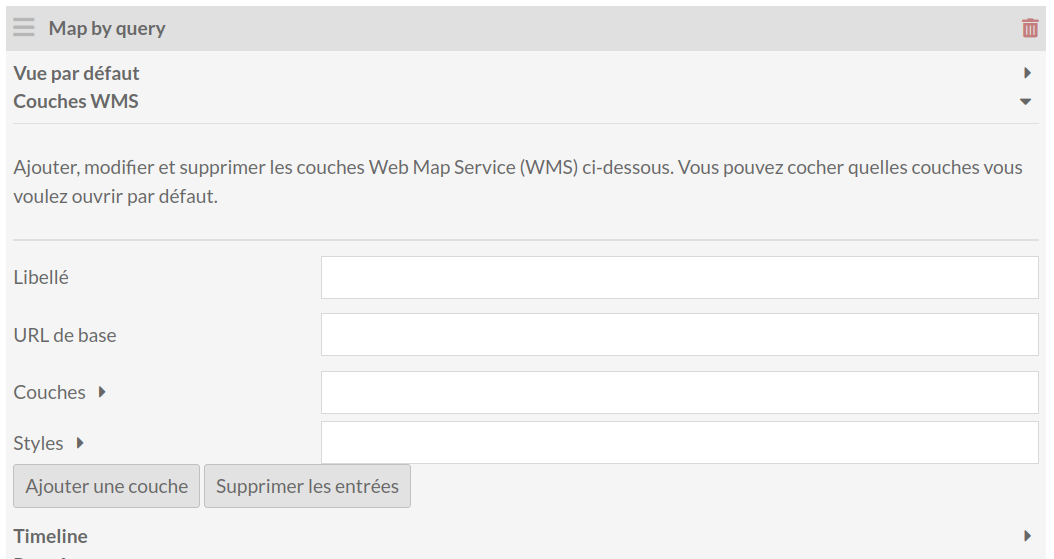 Map by query
Vue par défaut
Couches WMS
Ajouter, modifier et supprimer les couches Web Map Service (WMS) ci-dessous. Vous pouvez cocher quelles couches vous
voulez ouvrir par défaut.
Libellé
URL de base
Couches
Styles
Ajouter une couche Supprimer les entrées
Timeline